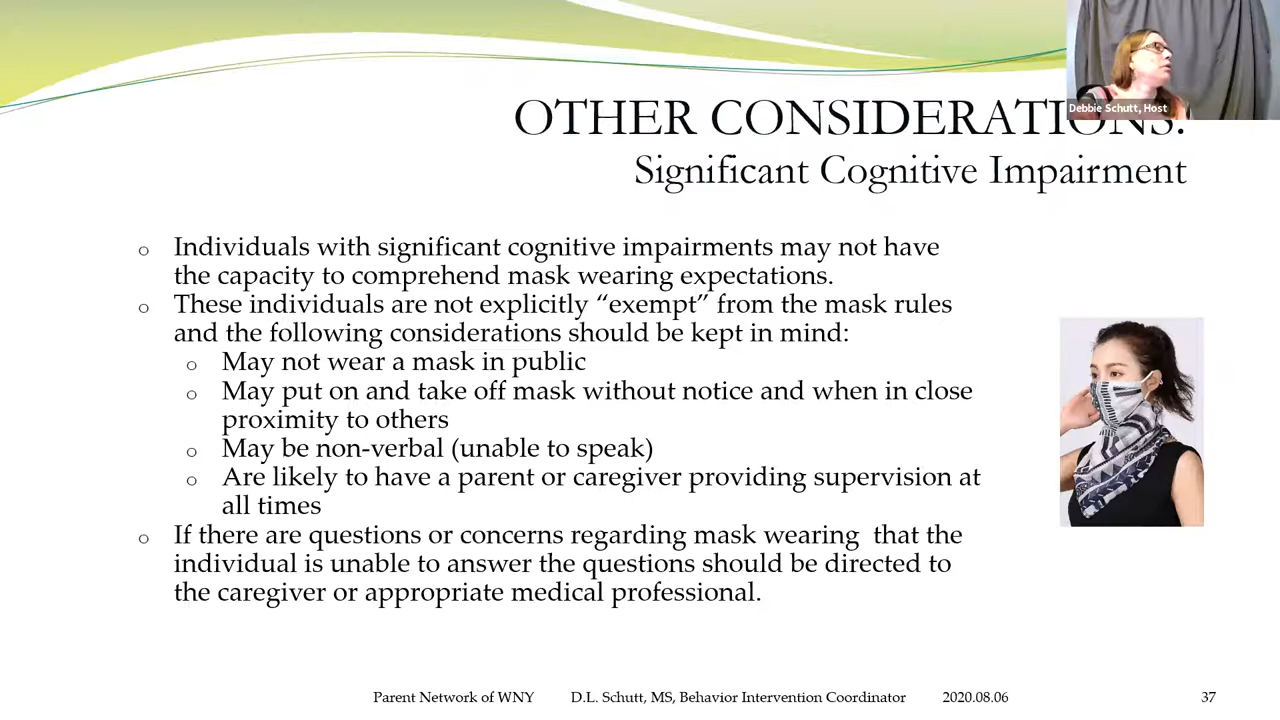 Debbie Schutt, Host
OTHER CONSIDERATIONS:
Significant Cognitive Impairment
o Individuals with significant cognitive impairments may not have
the capacity to comprehend mask wearing expectations.
o These individuals are not explicitly “exempt” from the mask rules
and the following considerations should be kept in mind:
o May not wear a mask in public
o May put on and take off mask without notice and when in close
proximity to others
o May be non-verbal (unable to speak)
o Are likely to have a parent or caregiver providing supervision at
all times
o If there are questions or concerns regarding mask wearing  that the
individual is unable to answer the questions should be directed to
the caregiver or appropriate medical professional.
Parent Network of WNY D.L. Schutt, MS, Behavior Intervention Coordinator 2020.08.06 37